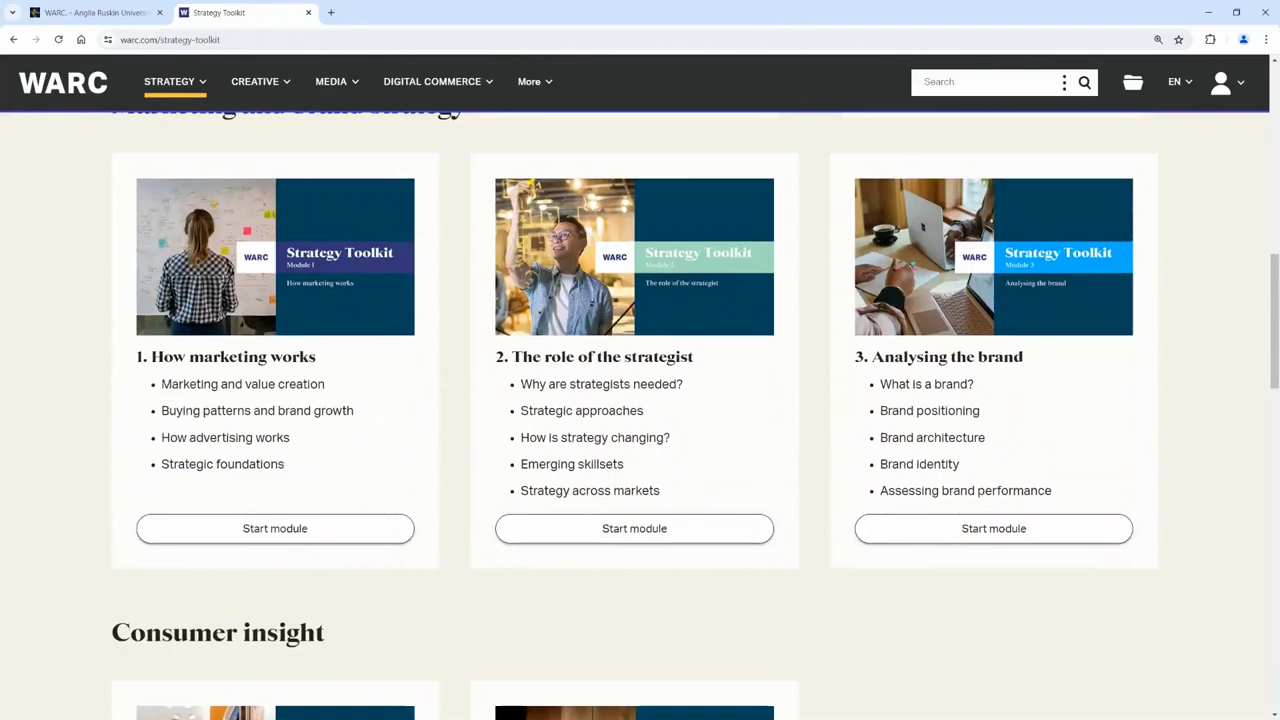 WARC. - Anglia Ruskin Univers
Strategy Toolkit
warc.com/strategy-toolkit
WARC
STRATEGY
CREATIVE
MEDIA
DIGITAL COMMERCE
More
Search
EN
Marketing and brand strategy
WARC
Strategy Toolkit
Module 1
How marketing works
WARC
Strategy Toolkit
Module 2
The role of the strategist
WARC
Strategy Toolkit
Module 3
Analysing the brand
1. How marketing works
• Marketing and value creation
• Buying patterns and brand growth
• How advertising works
• Strategic foundations
Start module
2. The role of the strategist
• Why are strategists needed?
• Strategic approaches
• How is strategy changing?
• Emerging skillsets
• Strategy across markets
Start module
3. Analysing the brand
• What is a brand?
• Brand positioning
• Brand architecture
• Brand identity
• Assessing brand performance
Start module
Consumer insight